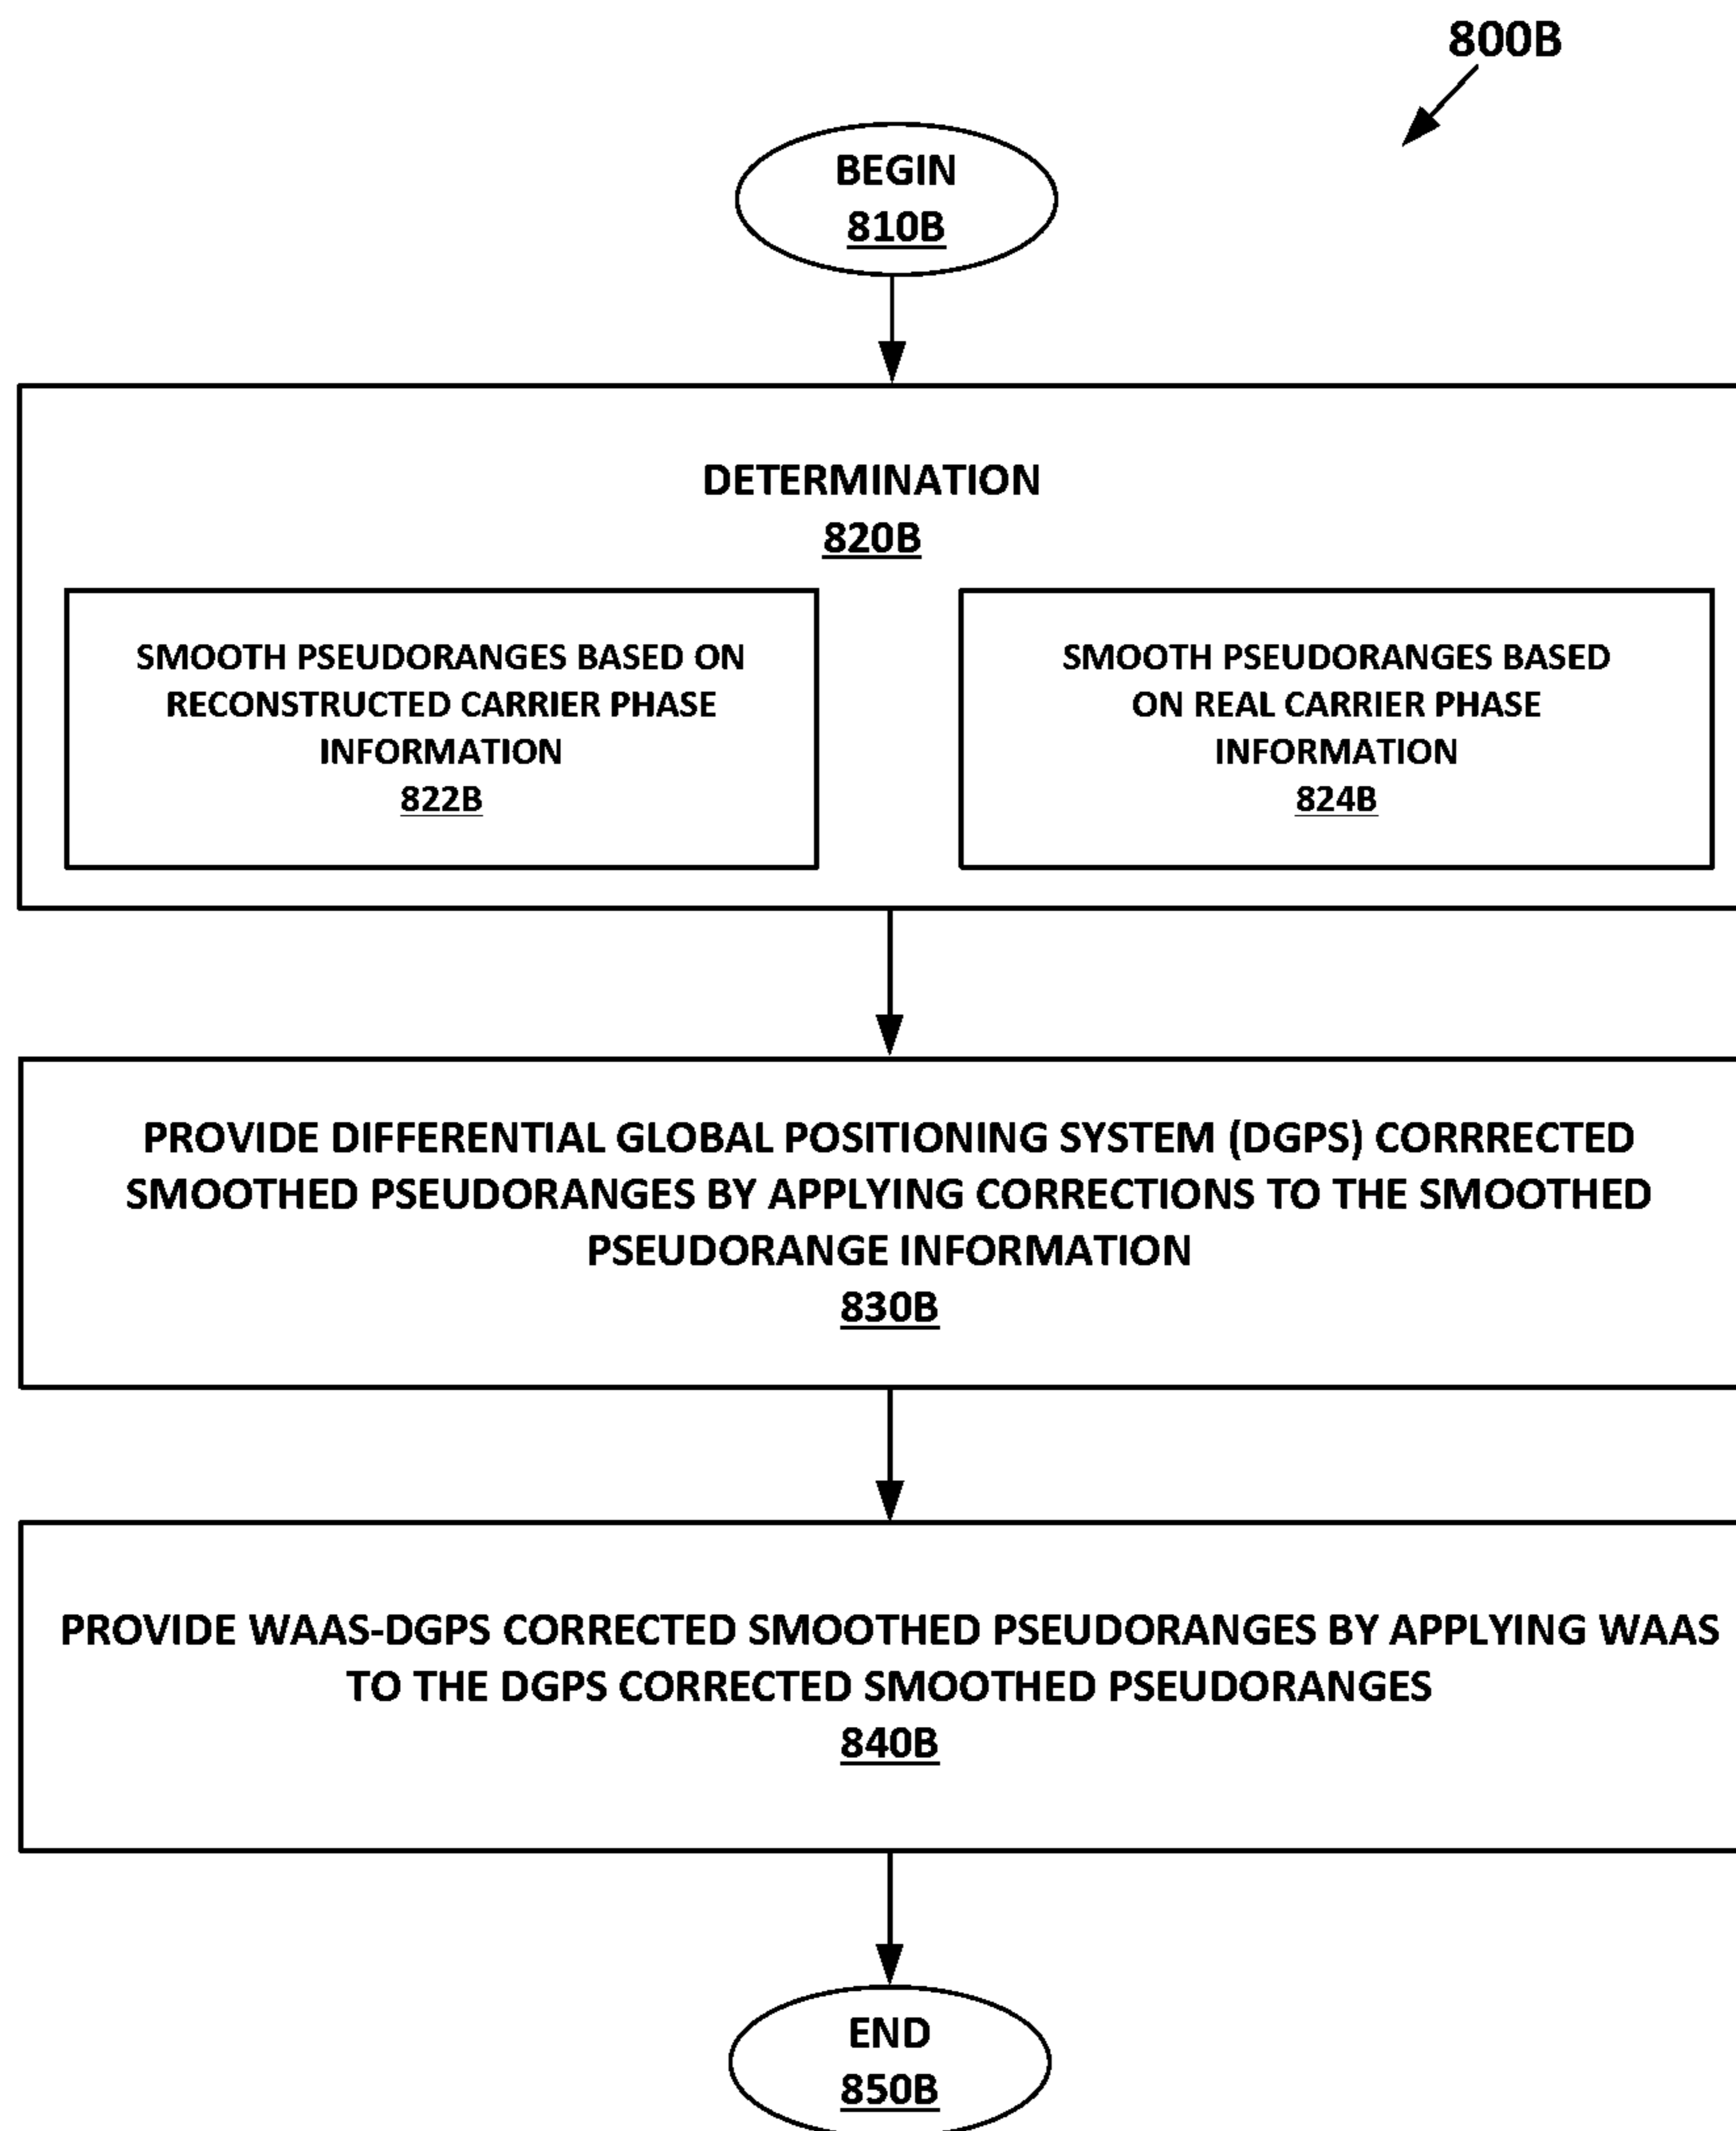 800B
BEGIN
810B
DETERMINATION
820B
SMOOTH PSEUDORANGES BASED ON
RECONSTRUCTED CARRIER PHASE
INFORMATION
822B
SMOOTH PSEUDORANGES BASED
ON REAL CARRIER PHASE
INFORMATION
824B
PROVIDE DIFFERENTIAL GLOBAL POSITIONING SYSTEM (DGPS) CORRRECTED
SMOOTHED PSEUDORANGES BY APPLYING CORRECTIONS TO THE SMOOTHED
PSEUDORANGE INFORMATION
830B
PROVIDE WAAS-DGPS CORRECTED SMOOTHED PSEUDORANGES BY APPLYING WAAS
TO THE DGPS CORRECTED SMOOTHED PSEUDORANGES
840B
END
850B